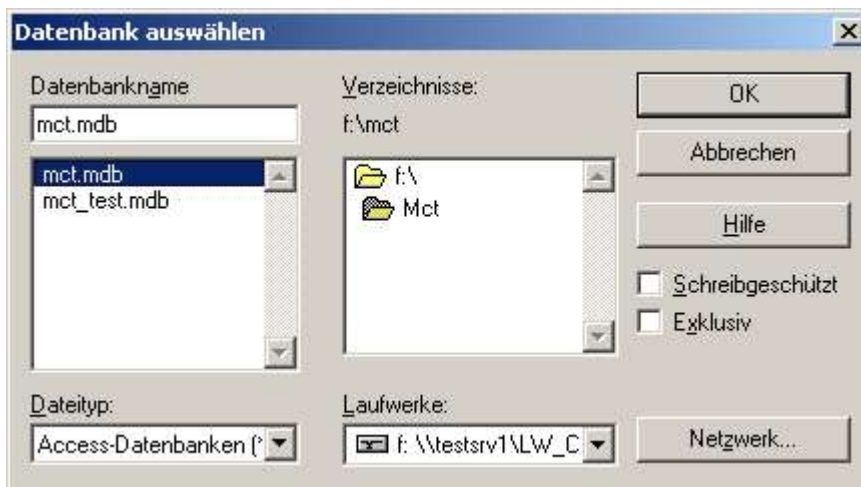 Datenbank auswählen
Datenbankname
mct.mdb
mct.mdb
mct_test.mdb
Verzeichnisse:
f:\mct
f:\
Mct
OK
Abbrechen
Hilfe
Schreibgeschützt
Exklusiv
Dateityp:
Access-Datenbanken (*
Laufwerke:
f: \\testsrv1\LW_C
Netzwerk...